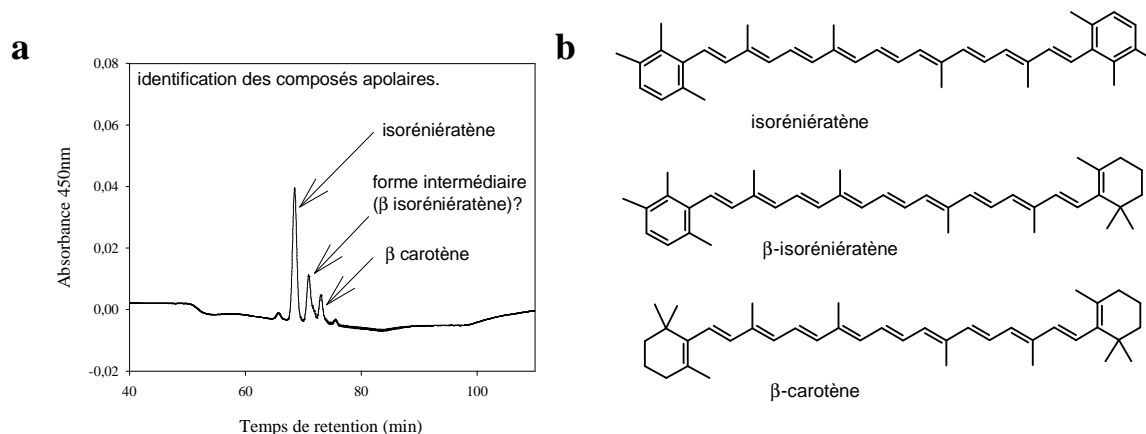 a
0,08
0,06
0,04
0,02
0,00
-0,02
Absorbance 450nm
identification des composés apolaires.
isoréniératène
forme intermédiaire
(β isoréniératène)?
β carotène
40
60
80
100
Temps de retention (min)
b
isoréniératène
β-isoréniératène
β-carotène